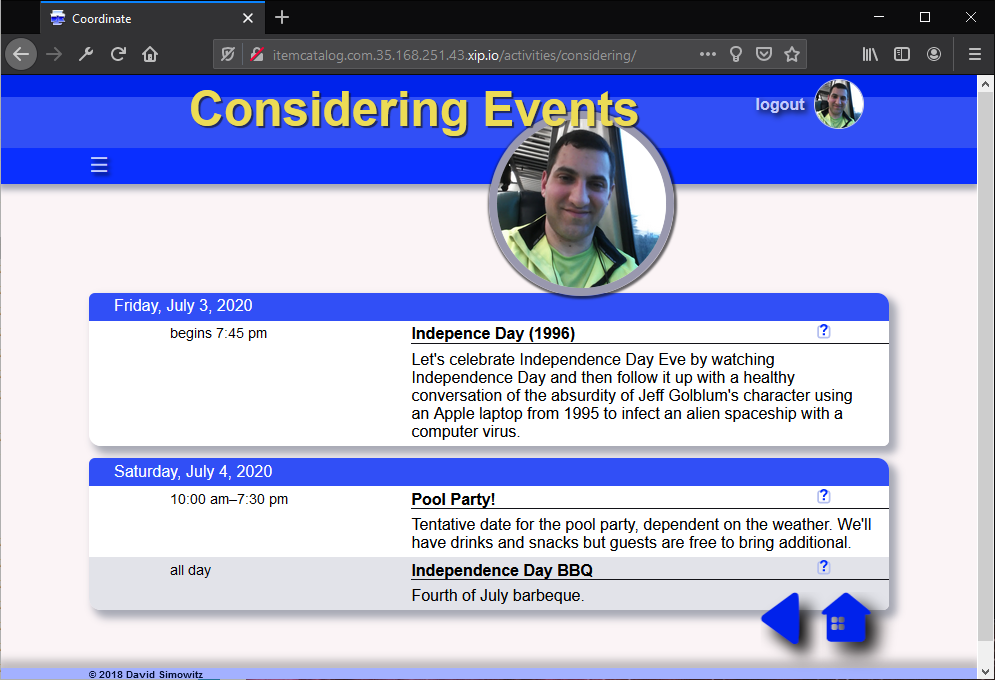 Coordinate
itemcatalog.com.35.168.251.43.xip.io/activities/considering/
Considering Events
logout
Friday, July 3, 2020
begins 7:45 pm
Indepence Day (1996)
Let's celebrate Independence Day Eve by watching
Independence Day and then follow it up with a healthy
conversation of the absurdity of Jeff Golblum's character using
an Apple laptop from 1995 to infect an alien spaceship with a
computer virus.
Saturday, July 4, 2020
10:00 am–7:30 pm
Pool Party!
Tentative date for the pool party, dependent on the weather. We'll
have drinks and snacks but guests are free to bring additional.
all day
Independence Day BBQ
Fourth of July barbeque.
© 2018 David Simowitz